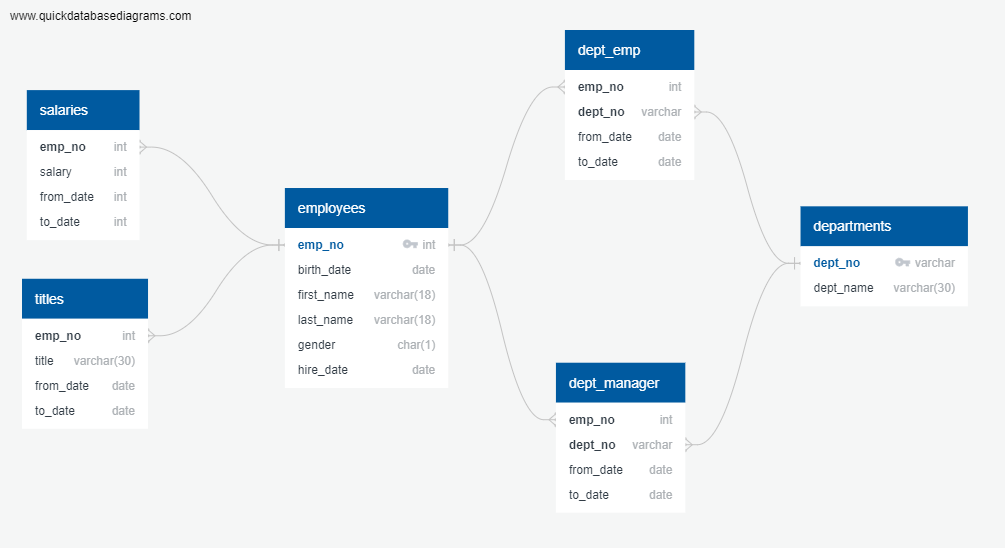 www.quickdatabasediagrams.com
salaries
emp_no int
salary int
from_date int
to_date int
titles
emp_no int
title varchar(30)
from_date date
to_date date
employees
emp_no int
birth_date date
first_name varchar(18)
last_name varchar(18)
gender char(1)
hire_date date
dept_emp
emp_no int
dept_no varchar
from_date date
to_date date
dept_manager
emp_no int
dept_no varchar
from_date date
to_date date
departments
dept_no varchar
dept_name varchar(30)